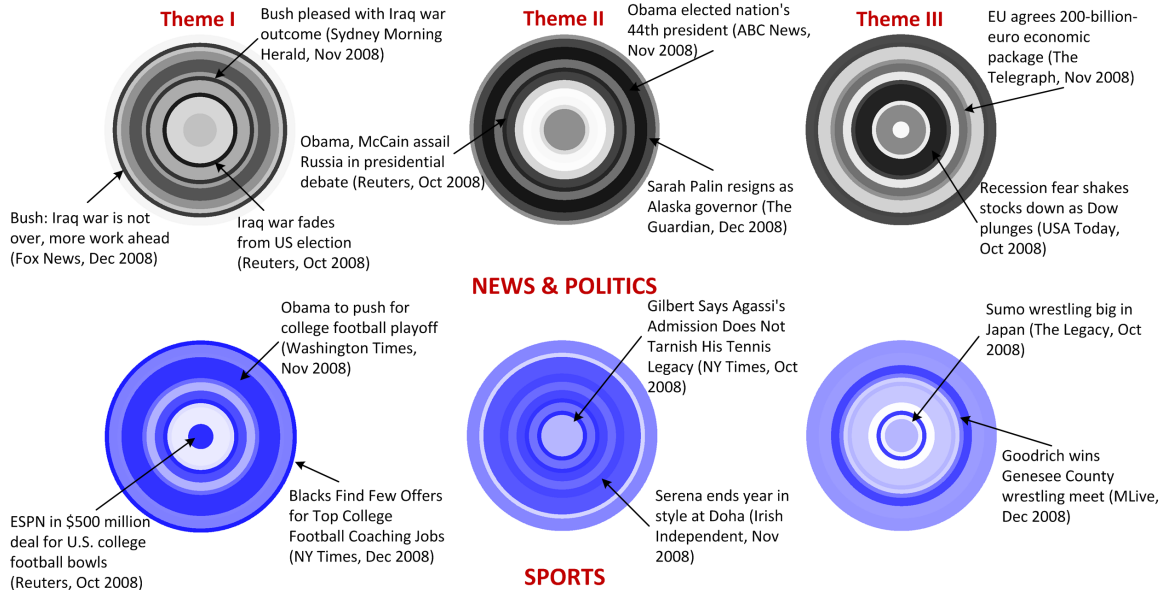 Theme I
Bush pleased with Iraq war
outcome (Sydney Morning
Herald, Nov 2008)
Bush: Iraq war is not
over, more work ahead
(Fox News, Dec 2008)
Iraq war fades
from US election
(Reuters, Oct 2008)
Theme II
Obama elected nation's
44th president (ABC News,
Nov 2008)
Obama, McCain assail
Russia in presidential
debate (Reuters, Oct 2008)
Sarah Palin resigns as
Alaska governor (The
Guardian, Dec 2008)
Theme III
EU agrees 200-billion-
euro economic
package (The
Telegraph, Nov 2008)
Recession fear shakes
stocks down as Dow
plunges (USA Today,
Oct 2008)
NEWS & POLITICS
Obama to push for
college football playoff
(Washington Times,
Nov 2008)
ESPN in $500 million
deal for U.S. college
football bowls
(Reuters, Oct 2008)
Blacks Find Few Offers
for Top College
Football Coaching Jobs
(NY Times, Dec 2008)
Gilbert Says Agassi's
Admission Does Not
Tarnish His Tennis
Legacy (NY Times, Oct
2008)
Serena ends year in
style at Doha (Irish
Independent, Nov
2008)
Sumo wrestling big in
Japan (The Legacy, Oct
2008)
Goodrich wins
Genesee County
wrestling meet (MLive,
Dec 2008)
SPORTS